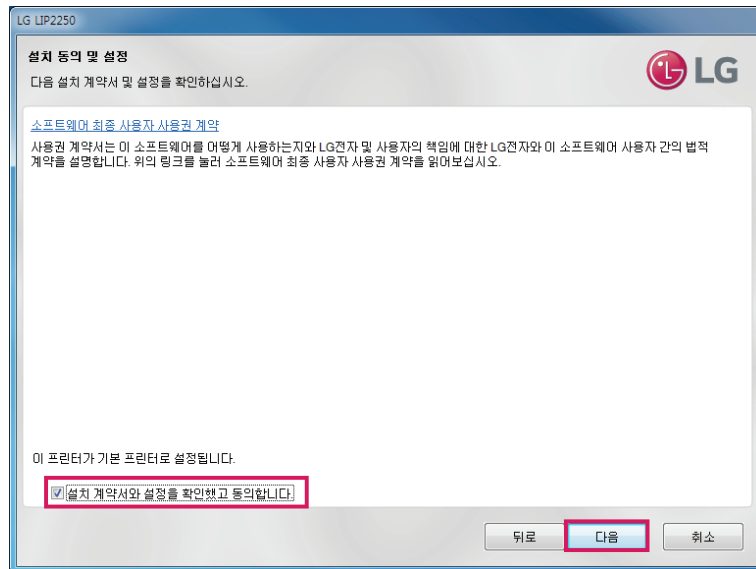 LG LIP2250
설치 동의 및 설정
다음 설치 계약서 및 설정을 확인하십시오.
LG
소프트웨어 최종 사용자 사용권 계약
사용권 계약서는 이 소프트웨어를 어떻게 사용하는지와 LG전자 및 사용자의 책임에 대한 LG전자와 이 소프트웨어 사용자 간의 법적
계약을 설명합니다. 위의 링크를 눌러 소프트웨어 최종 사용자 사용권 계약을 읽어보십시오.
이 프린터가 기본 프린터로 설정됩니다.
설치 계약서와 설정을 확인했고 동의합니다.
뒤로 다음 취소